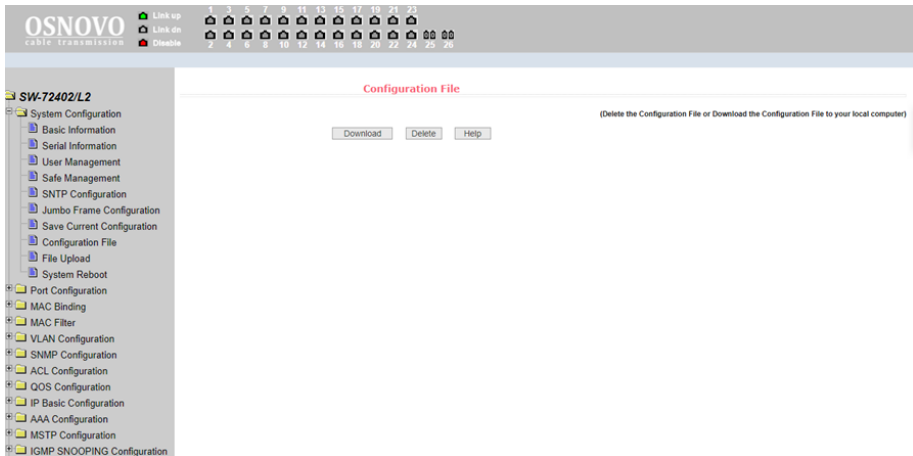 OSNOVO
cable transmission
Link up
Link dn
Disable
1 3 5 7 9 11 13 15 17 19 21 23
2 4 6 8 10 12 14 16 18 20 22 24 25 26
SW-72402/L2
System Configuration
Basic Information
Serial Information
User Management
Safe Management
SNTP Configuration
Jumbo Frame Configuration
Save Current Configuration
Configuration File
File Upload
System Reboot
Port Configuration
MAC Binding
MAC Filter
VLAN Configuration
SNMP Configuration
ACL Configuration
QOS Configuration
IP Basic Configuration
AAA Configuration
MSTP Configuration
IGMP SNOOPING Configuration
Configuration File
(Delete the Configuration File or Download the Configuration File to your local computer)
Download Delete Help